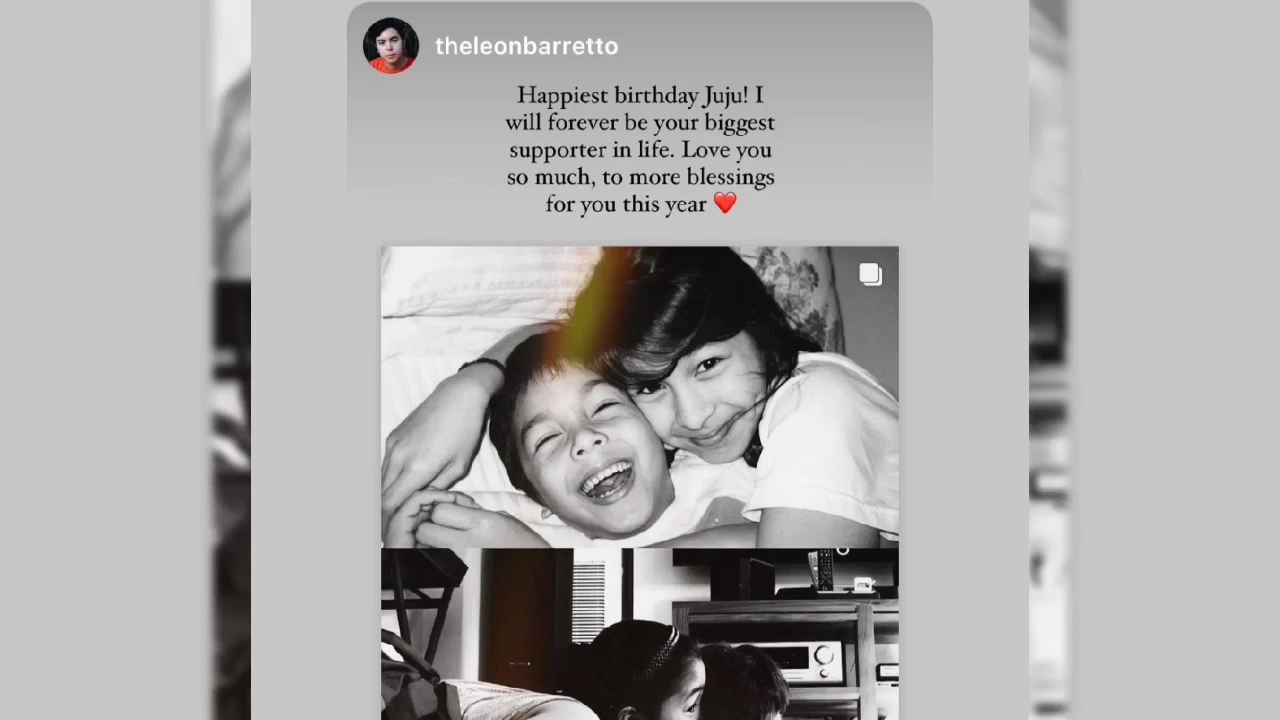 theleonbarretto
Happiest birthday Juju! I
will forever be your biggest
supporter in life. Love you
so much, to more blessings
for you this year ❤️